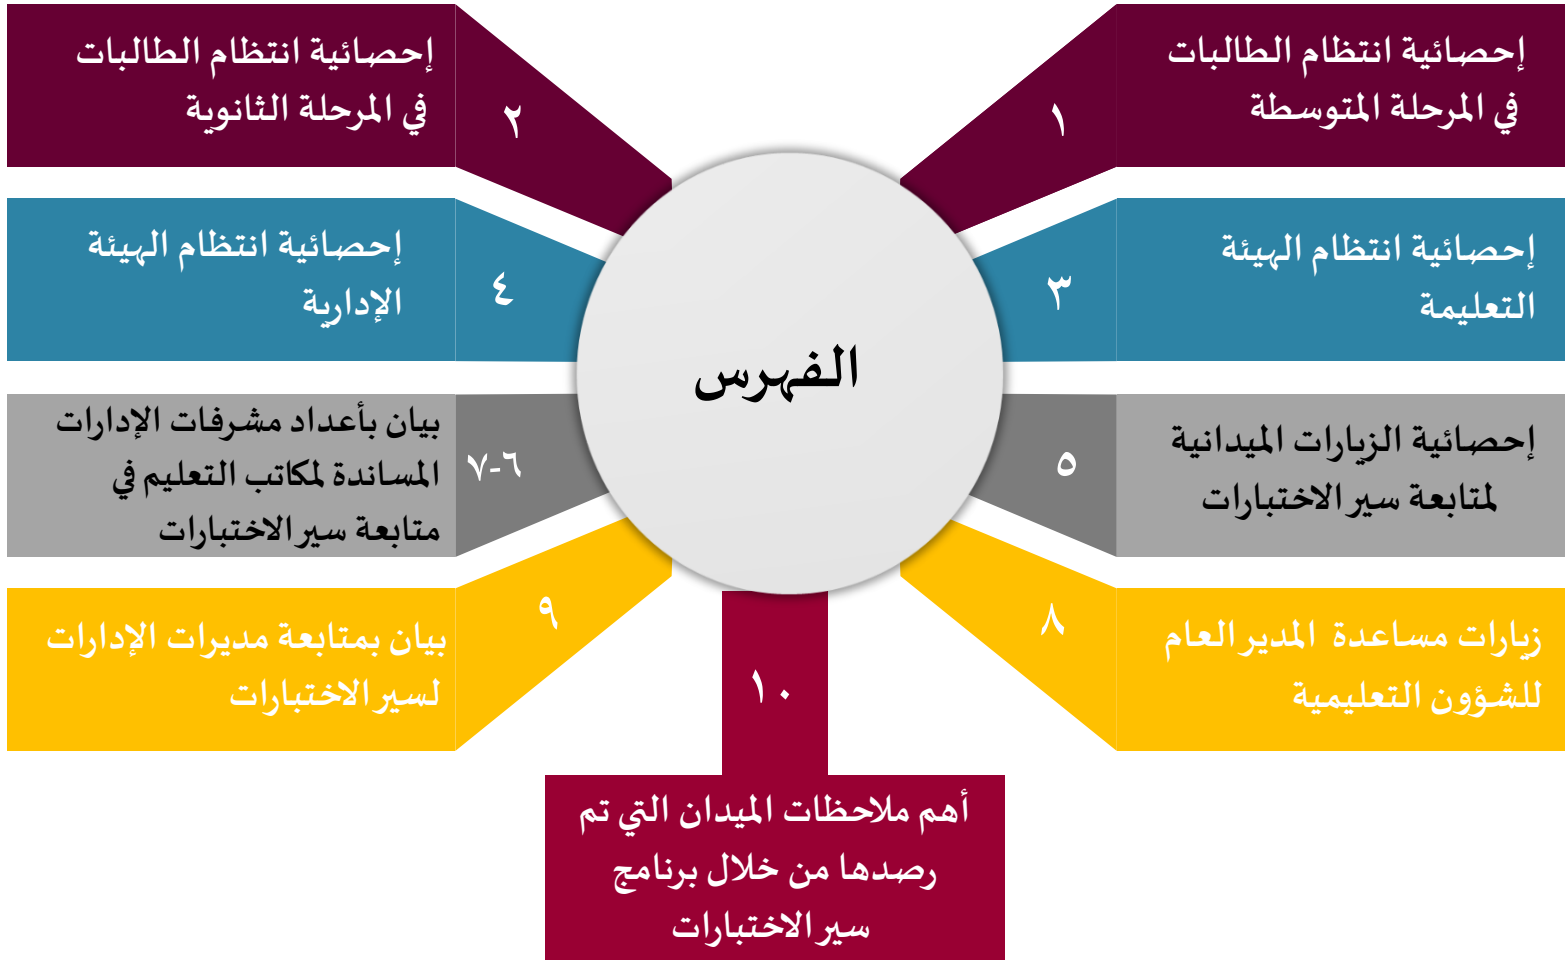 إحصائية انتظام الطالبات
في المرحلة المتوسطة
١
إحصائية انتظام الطالبات
في المرحلة الثانوية
٢
إحصائية انتظام الهيئة
التعليمة
٣
إحصائية انتظام الهيئة
الإدارية
٤
الفهرس
إحصائية الزيارات الميدانية
لمتابعة سير الاختبارات
٥
بيان بأعداد مشرفات الإدارات
المساندة لمكاتب التعليم في
متابعة سير الاختبارات
٦-٧
زيارات مساعدة المدير العام
للشؤون التعليمية
٨
بيان بمتابعة مديرات الإدارات
لسير الاختبارات
٩
١٠
أهم ملاحظات الميدان التي تم
رصدها من خلال برنامج
سير الاختبارات